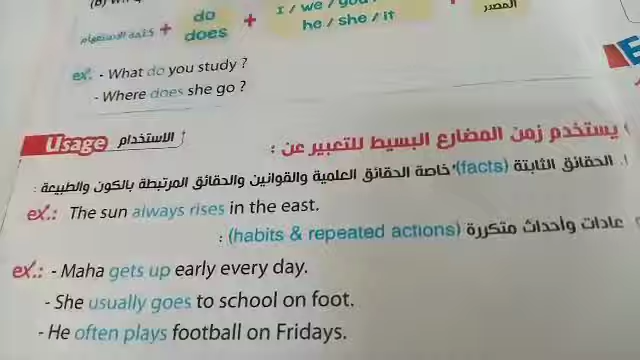 do
I / we / you
المصدر
كلمة الاستفهام + does + he / she / it +
ex.: - What do you study ?
- Where does she go ?
Usage الاستخدام
يستخدم زمن المضارع البسيط للتعبير عن :
١. الحقائق الثابتة (facts) خاصة الحقائق العلمية والقوانين والحقائق المرتبطة بالكون والطبيعة :
ex.: The sun always rises in the east.
عادات وأحداث متكررة (habits & repeated actions) :
ex.: - Maha gets up early every day.
- She usually goes to school on foot.
- He often plays football on Fridays.